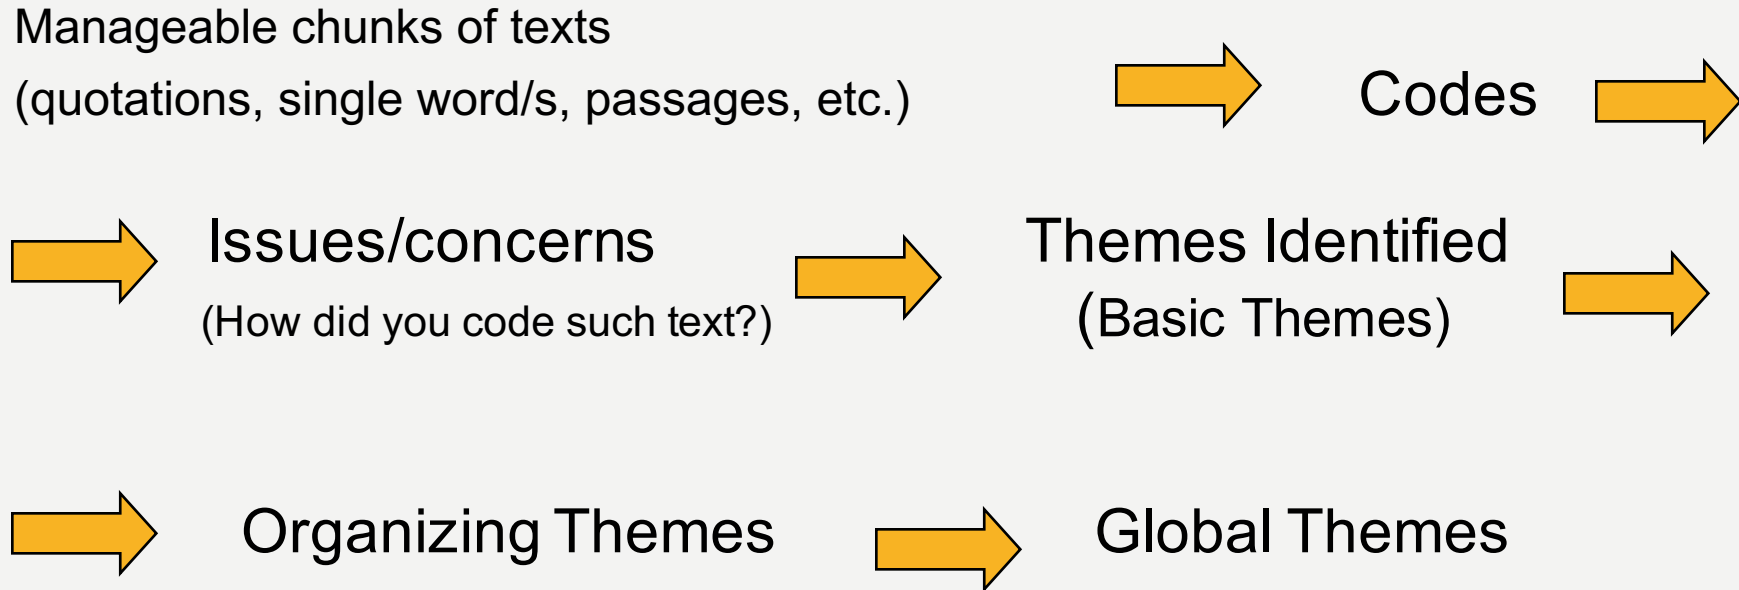 Manageable chunks of texts
(quotations, single word/s, passages, etc.)
Codes
Issues/concerns
(How did you code such text?)
Themes Identified
(Basic Themes)
Organizing Themes
Global Themes